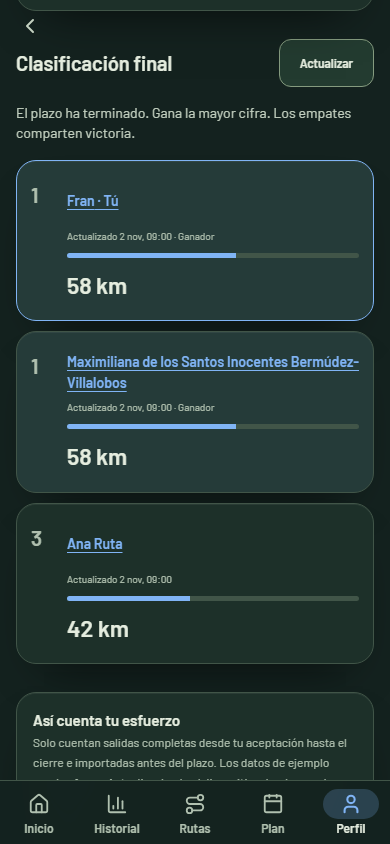 Clasificación final
Actualizar
El plazo ha terminado. Gana la mayor cifra. Los empates
comparten victoria.
1
Fran · Tú
Actualizado 2 nov, 09:00 · Ganador
58 km
1
Maximiliana de los Santos Inocentes Bermúdez-
Villalobos
Actualizado 2 nov, 09:00 · Ganador
58 km
3
Ana Ruta
Actualizado 2 nov, 09:00
42 km
Así cuenta tu esfuerzo
Solo cuentan salidas completas desde tu aceptación hasta el
cierre e importadas antes del plazo. Los datos de ejemplo
Inicio
Historial
Rutas
Plan
Perfil